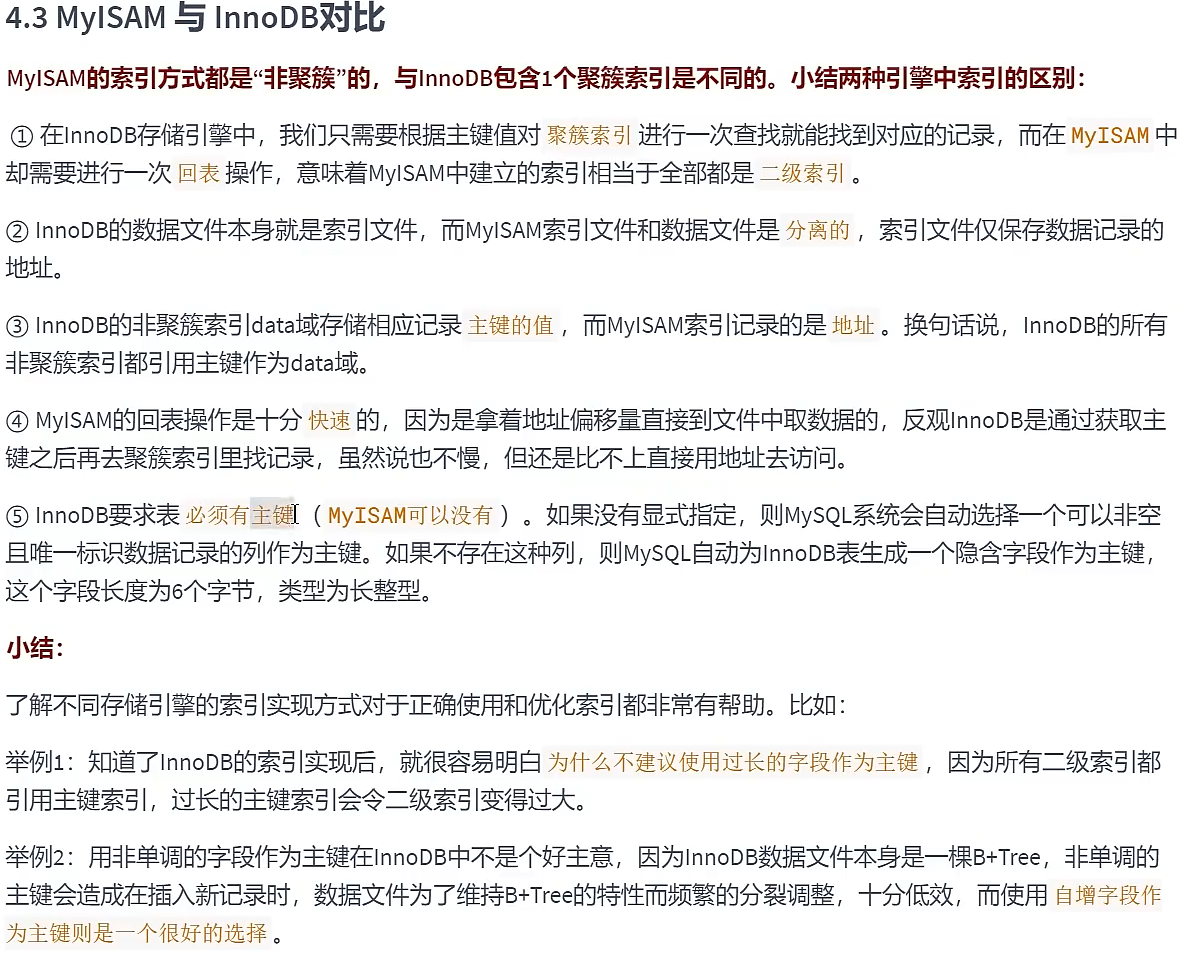 4.3 MyISAM 与 InnoDB对比
MyISAM的索引方式都是“非聚簇”的，与InnoDB包含1个聚簇索引是不同的。小结两种引擎中索引的区别：
① 在InnoDB存储引擎中，我们只需要根据主键值对 聚簇索引 进行一次查找就能找到对应的记录，而在 MyISAM 中
却需要进行一次 回表 操作，意味着MyISAM中建立的索引相当于全部都是 二级索引 。
② InnoDB的数据文件本身就是索引文件，而MyISAM索引文件和数据文件是 分离的 ，索引文件仅保存数据记录的
地址。
③ InnoDB的非聚簇索引data域存储相应记录 主键的值 ，而MyISAM索引记录的是 地址 。换句话说，InnoDB的所有
非聚簇索引都引用主键作为data域。
④ MyISAM的回表操作是十分 快速 的，因为是拿着地址偏移量直接到文件中取数据的，反观InnoDB是通过获取主
键之后再去聚簇索引里找记录，虽然说也不慢，但还是比不上直接用地址去访问。
⑤ InnoDB要求表 必须有主键 （ MyISAM可以没有 ）。如果没有显式指定，则MySQL系统会自动选择一个可以非空
且唯一标识数据记录的列作为主键。如果不存在这种列，则MySQL自动为InnoDB表生成一个隐含字段作为主键，
这个字段长度为6个字节，类型为长整型。
小结：
了解不同存储引擎的索引实现方式对于正确使用和优化索引都非常有帮助。比如：
举例1：知道了InnoDB的索引实现后，就很容易明白 为什么不建议使用过长的字段作为主键 ，因为所有二级索引都
引用主键索引，过长的主键索引会令二级索引变得过大。
举例2：用非单调的字段作为主键在InnoDB中不是个好主意，因为InnoDB数据文件本身是一棵B+Tree，非单调的
主键会造成在插入新记录时，数据文件为了维持B+Tree的特性而频繁的分裂调整，十分低效，而使用 自增字段作
为主键则是一个很好的选择 。